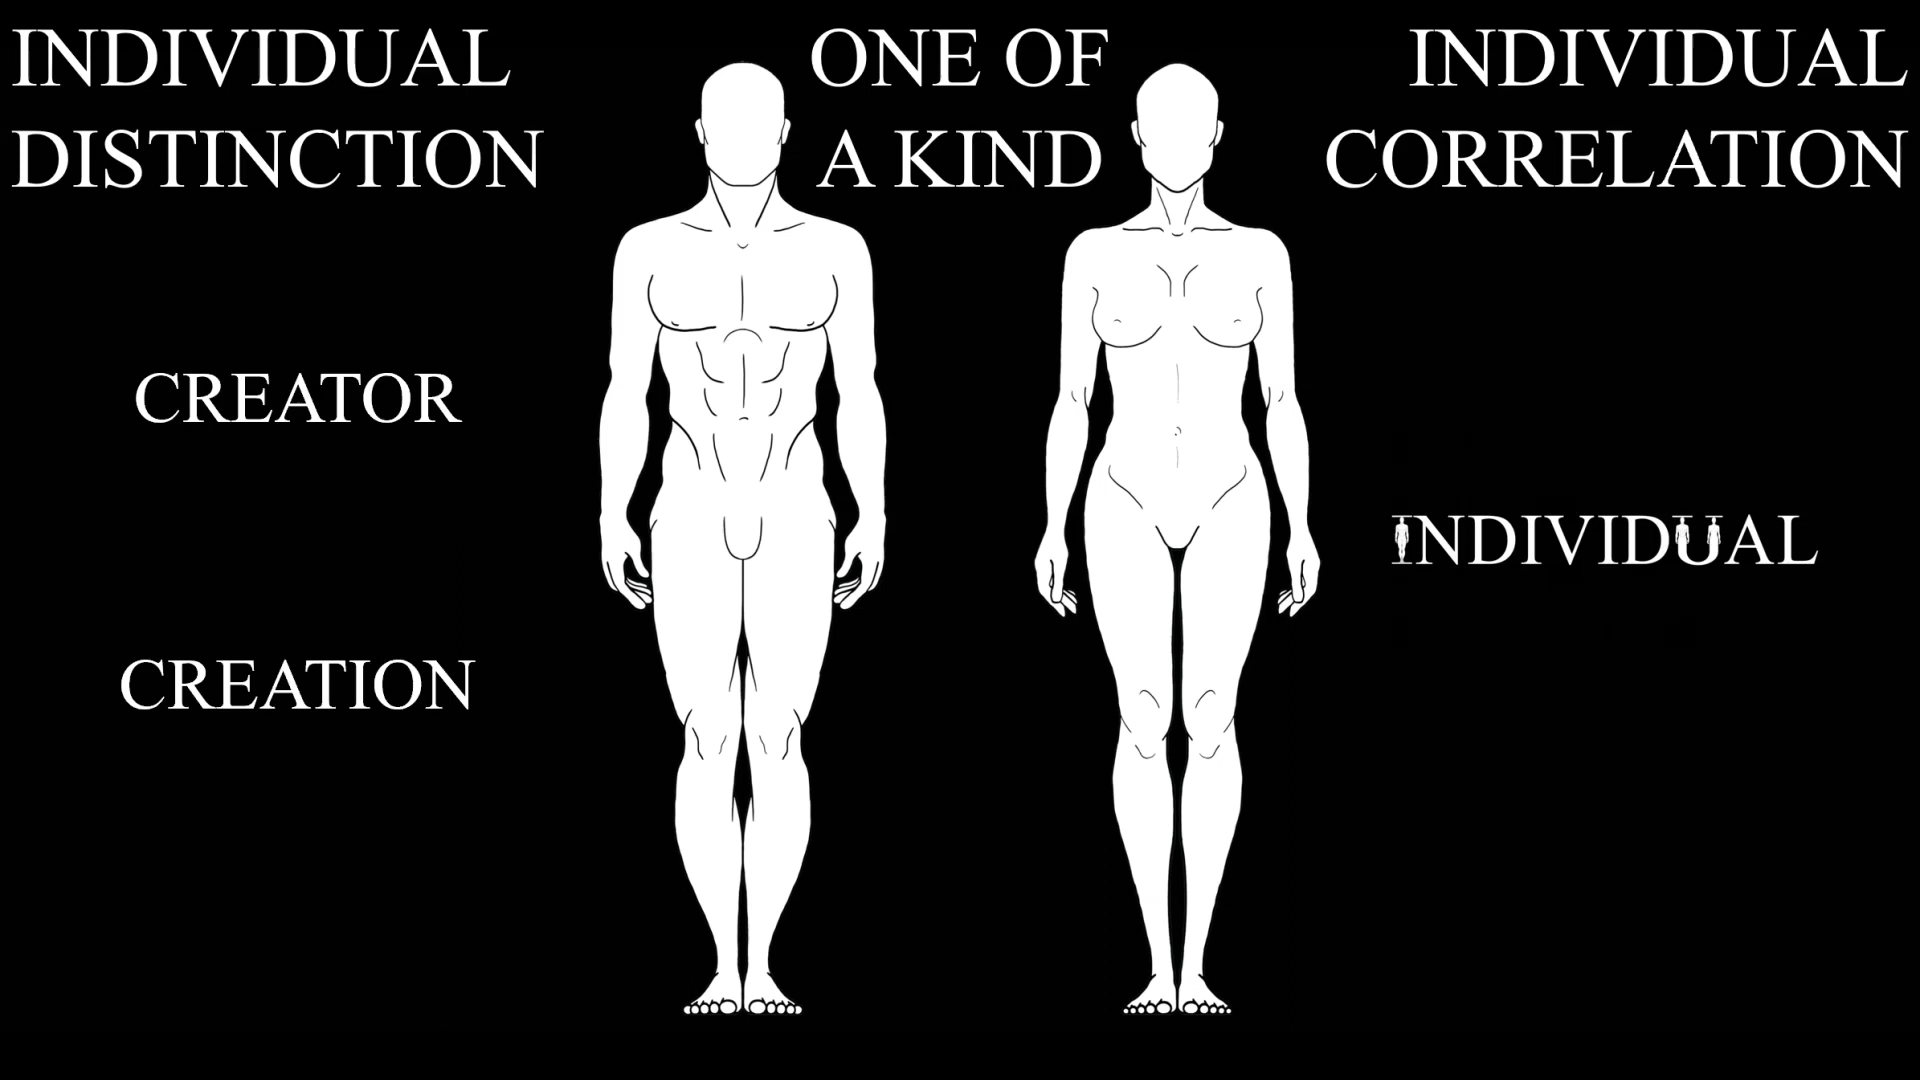 INDIVIDUAL
DISTINCTION
ONE OF
A KIND
INDIVIDUAL
CORRELATION
CREATOR
INDIVIDUAL
CREATION